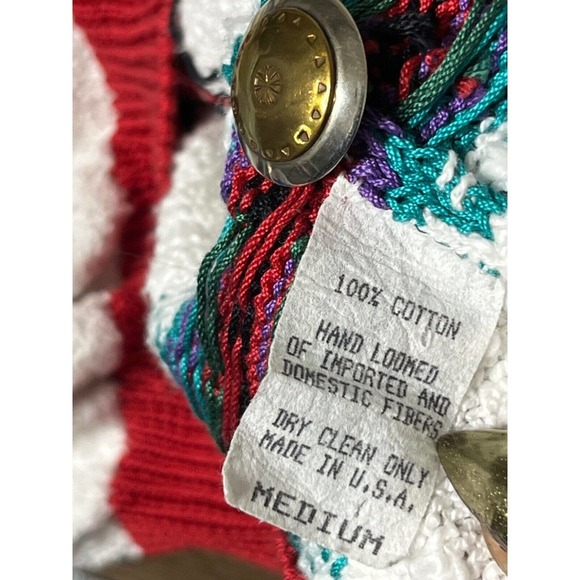 100% COTTON
HAND LOOMED
OF IMPORTED AND
DOMESTIC FIBERS
DRY CLEAN ONLY
MADE IN U.S.A.
MEDIUM